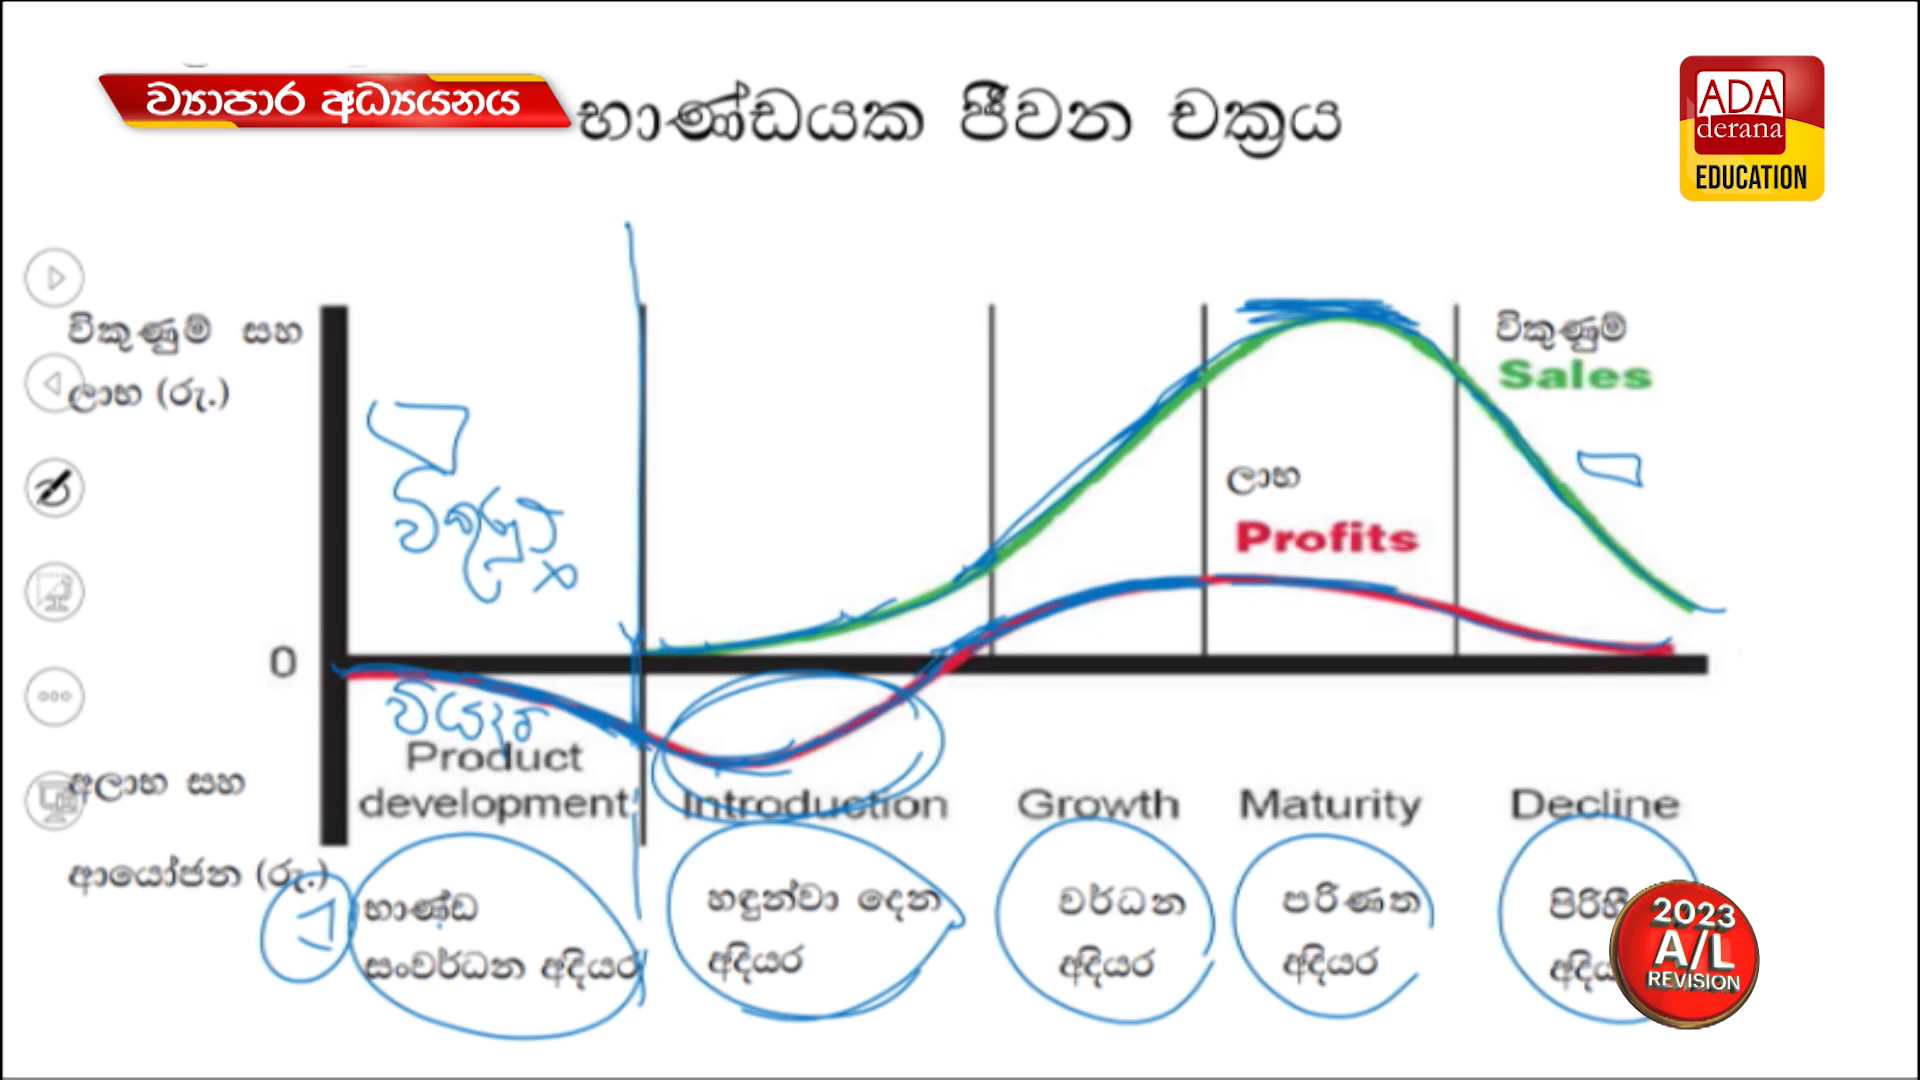 ව්‍යාපාර අධ්‍යයනය
භාණ්ඩයක ජීවන චක්‍රය
ADA
derana
EDUCATION
විකුණුම් සහ
ලාභ (රු.)
විකුණුම්
Sales
ලාභ
Profits
0
වියදම්
Product
development
Introduction
Growth
Maturity
Decline
අලාභ සහ
ආයෝජන (රු.)
භාණ්ඩ
සංවර්ධන අදියර
හඳුන්වා දෙන
අදියර
වර්ධන
අදියර
පරිණත
අදියර
2023
A/L
REVISION